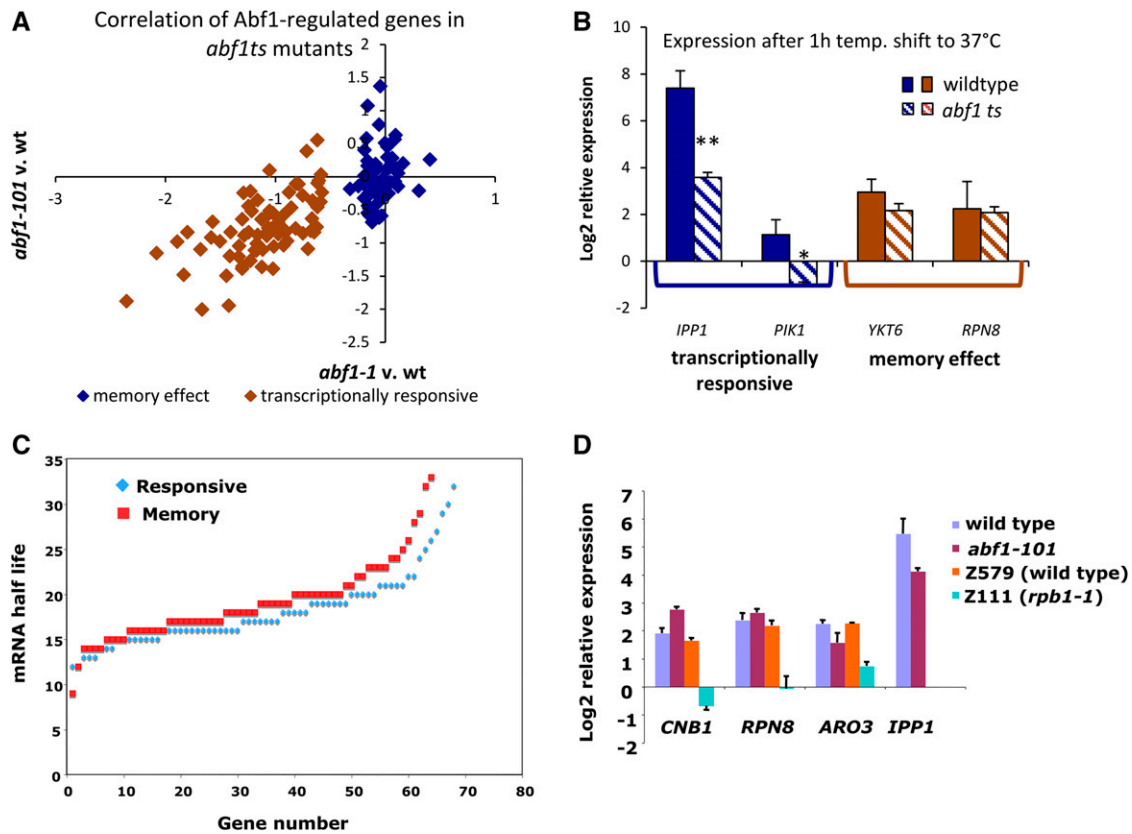 A
Correlation of Abf1-regulated genes in
abf1ts mutants
2
1.5
1
0.5
0
-0.5
-1
-1.5
-2
-2.5
-3
-2
-1
0
1
abf1-101 v. wt
abf1-1 v. wt
memory effect
transcriptionally responsive
B
Expression after 1h temp. shift to 37°C
wildtype
abf1 ts
Log2 reltive expression
10
8
6
4
2
0
-2
**
*
IPP1 PIK1 YKT6 RPN8
transcriptionally
responsive
memory effect
C
Responsive
Memory
mRNA half life
35
30
25
20
15
10
5
0
0 10 20 30 40 50 60 70 80
Gene number
D
Log2 relative expression
7
6
5
4
3
2
1
0
-1
-2
CNB1 RPN8 ARO3 IPP1
wild type
abf1-101
Z579 (wild type)
Z111 (rpb1-1)